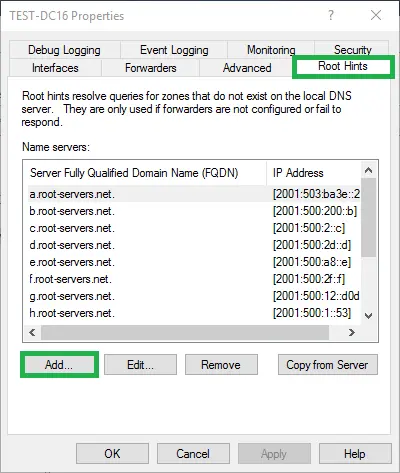 TEST-DC16 Properties
?
Debug Logging Event Logging Monitoring Security
Interfaces Forwarders Advanced Root Hints
Root hints resolve queries for zones that do not exist on the local DNS
server. They are only used if forwarders are not configured or fail to
respond.
Name servers:
Server Fully Qualified Domain Name (FQDN) IP Address
a.root-servers.net. [2001:503:ba3e::2
b.root-servers.net. [2001:500:200::b]
c.root-servers.net. [2001:500:2::c]
d.root-servers.net. [2001:500:2d::d]
e.root-servers.net. [2001:500:a8::e]
f.root-servers.net. [2001:500:2f::f]
g.root-servers.net. [2001:500:12::d0d
h.root-servers.net. [2001:500:1::53]
Add... Edit... Remove Copy from Server
OK Cancel Apply Help